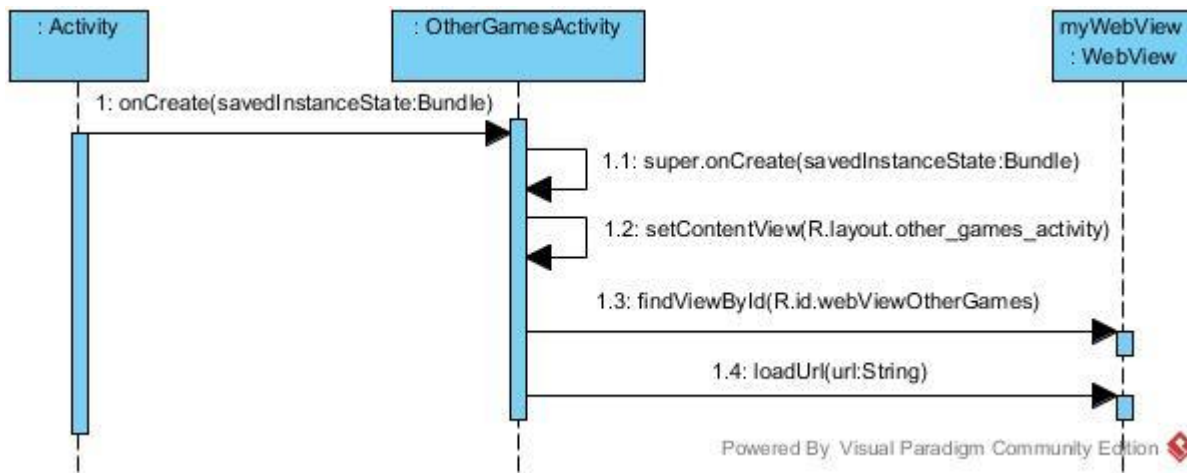 : Activity
: OtherGamesActivity
myWebView
: WebView
1: onCreate(savedInstanceState:Bundle)
1.1: super.onCreate(savedInstanceState:Bundle)
1.2: setContentView(R.layout.other_games_activity)
1.3: findViewById(R.id.webViewOtherGames)
1.4: loadUrl(url:String)
Powered By Visual Paradigm Community Edition